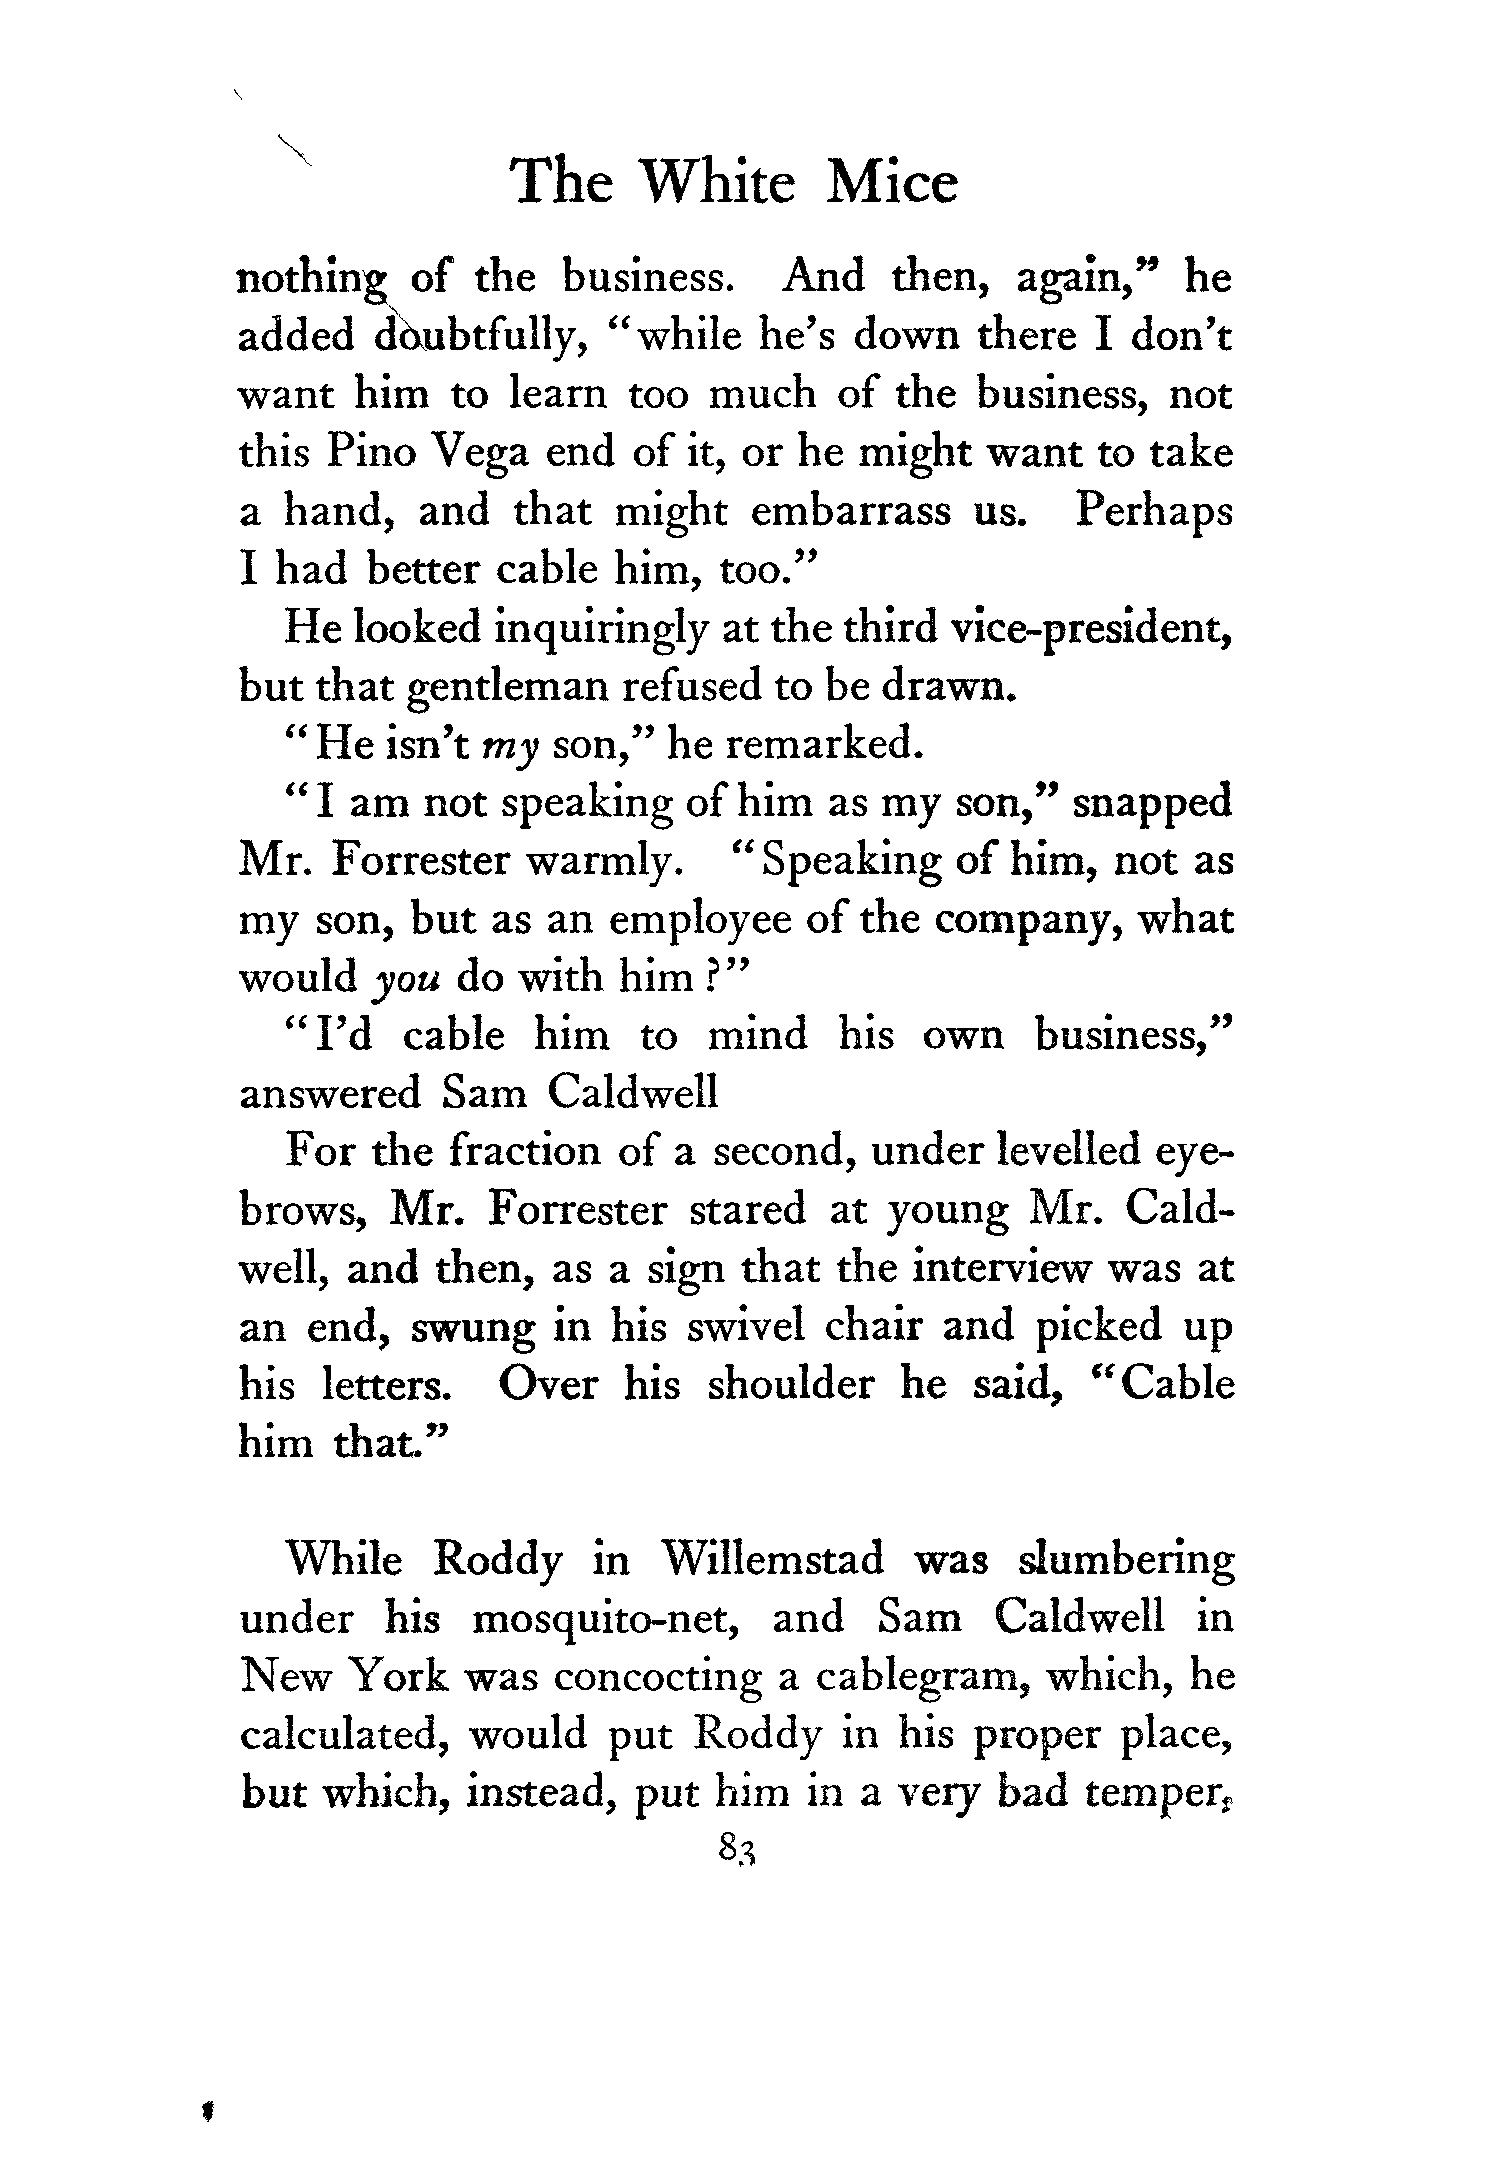 The White Mice
nothing of the business. And then, again,” he
added doubtfully, “while he’s down there I don’t
want him to learn too much of the business, not
this Pino Vega end of it, or he might want to take
a hand, and that might embarrass us. Perhaps
I had better cable him, too.”
He looked inquiringly at the third vice-president,
but that gentleman refused to be drawn.
“He isn’t my son,” he remarked.
“I am not speaking of him as my son,” snapped
Mr. Forrester warmly. “Speaking of him, not as
my son, but as an employee of the company, what
would you do with him?”
“I’d cable him to mind his own business,”
answered Sam Caldwell
For the fraction of a second, under levelled eye-
brows, Mr. Forrester stared at young Mr. Cald-
well, and then, as a sign that the interview was at
an end, swung in his swivel chair and picked up
his letters. Over his shoulder he said, “Cable
him that.”
While Roddy in Willemstad was slumbering
under his mosquito-net, and Sam Caldwell in
New York was concocting a cablegram, which, he
calculated, would put Roddy in his proper place,
but which, instead, put him in a very bad temper,
83